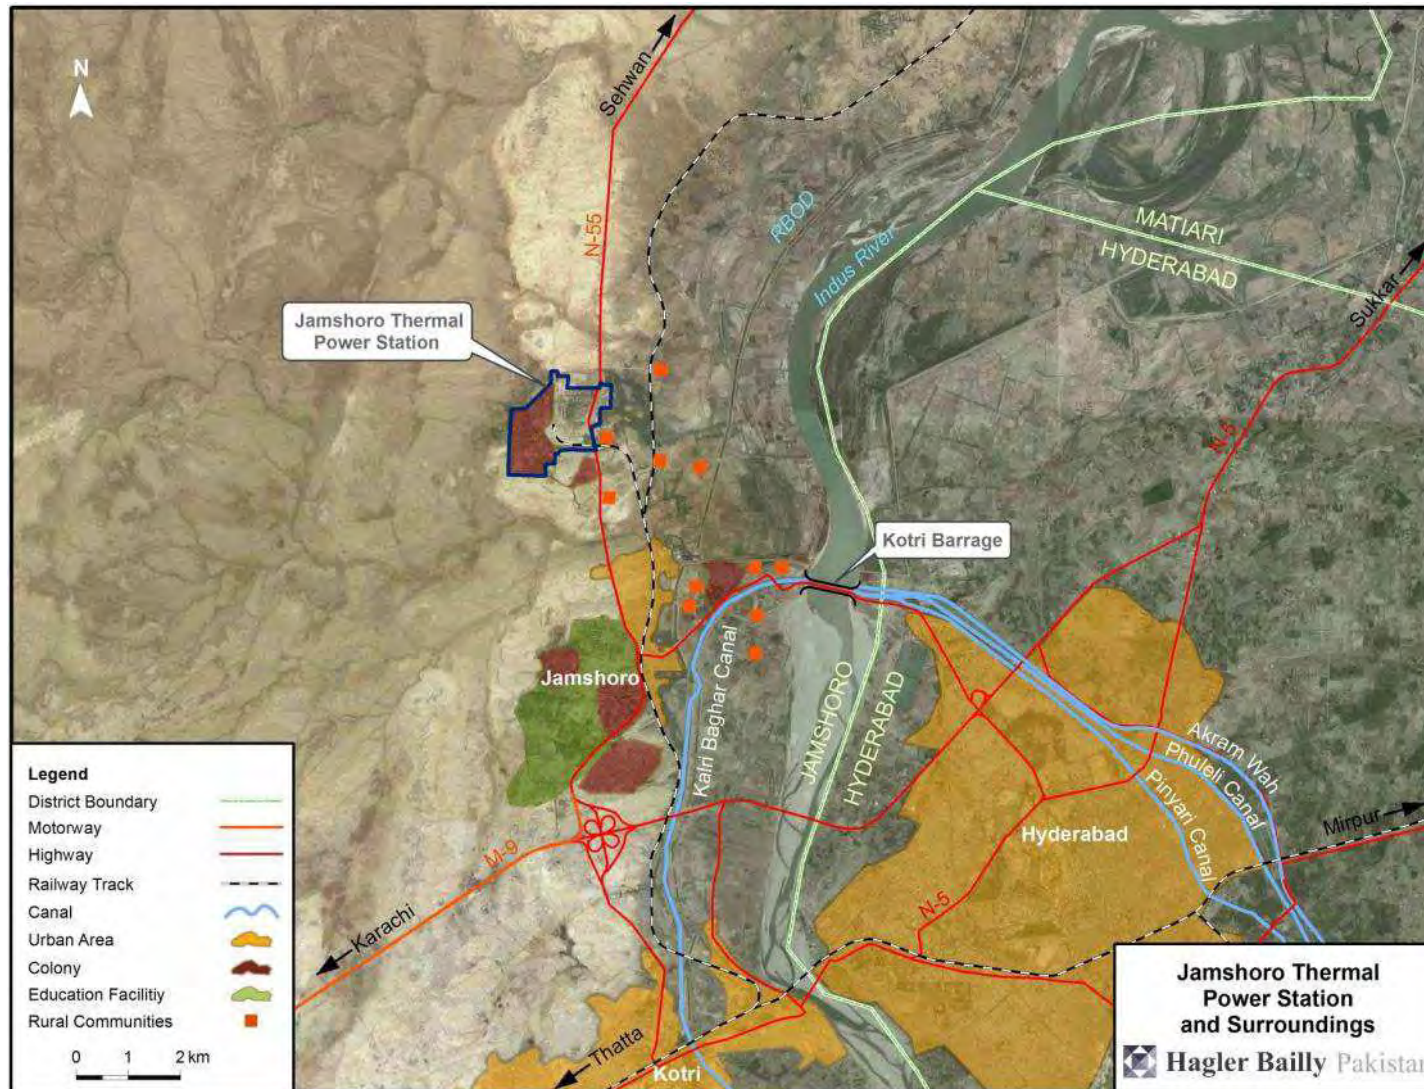 N
Sehwan
N-55
RBOD
Indus River
MATIARI
HYDERABAD
Sukkar
Jamshoro Thermal
Power Station
N-5
Kotri Barrage
Jamshoro
Kalri Baghar Canal
JAMSHORO
HYDERABAD
Akram Wah
Phuleli Canal
Pinyari Canal
Hyderabad
Mirpur
M-9
Karachi
N-5
Thatta
Kotri
Legend
District Boundary
Motorway
Highway
Railway Track
Canal
Urban Area
Colony
Education Facilitiy
Rural Communities
0 1 2 km
Jamshoro Thermal
Power Station
and Surroundings
Hagler Bailly Pakistan